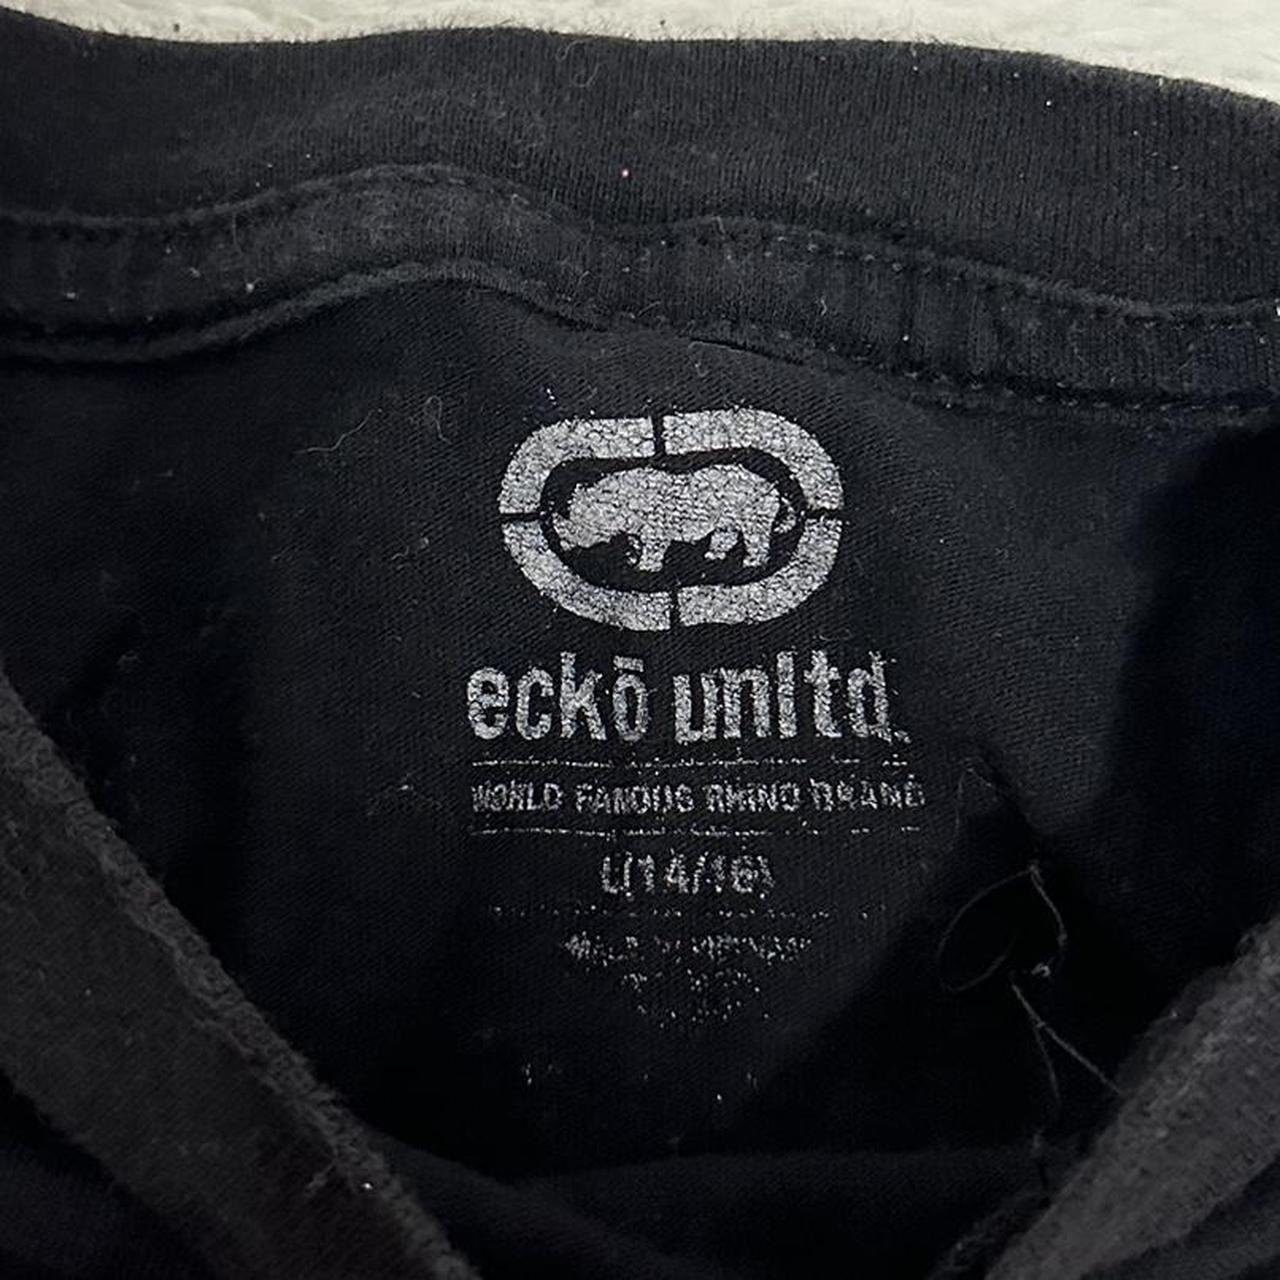 eckō unltd.
WORLD FAMOUS RHINO BRAND
L(14/16)